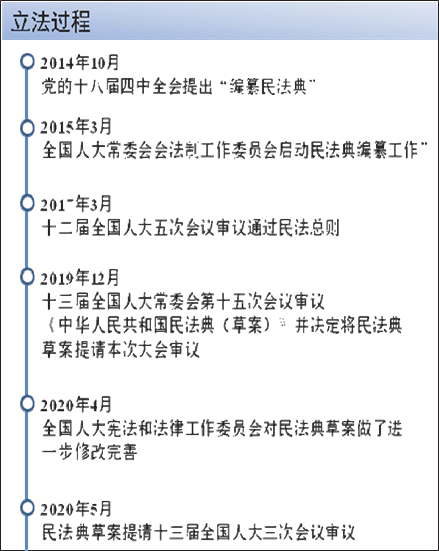 立法过程
2014年10月
党的十八届四中全会提出“编纂民法典”
2015年3月
全国人大常委会会法制工作委员会启动民法典编纂工作”
2017年3月
十二届全国人大五次会议审议通过民法总则
2019年12月
十三届全国人大常委会第十五次会议审议
《中华人民共和国民法典（草案）》并决定将民法典
草案提请本次大会审议
2020年4月
全国人大宪法和法律工作委员会对民法典草案做了进
一步修改完善
2020年5月
民法典草案提请十三届全国人大三次会议审议